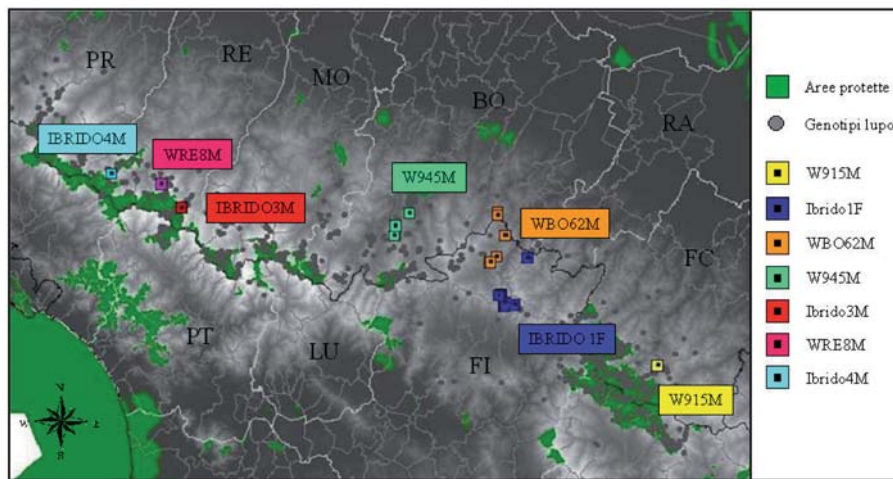 PR
RE
MO
BO
RA
IBRIDO4M
WRE8M
W945M
IBRIDO3M
WBO62M
FC
PT
LU
FI
IBRIDO 1F
W915M
Aree protette
Genotipi lupo
W915M
Ibrido1F
WBO62M
W945M
Ibrido3M
WRE8M
Ibrido4M